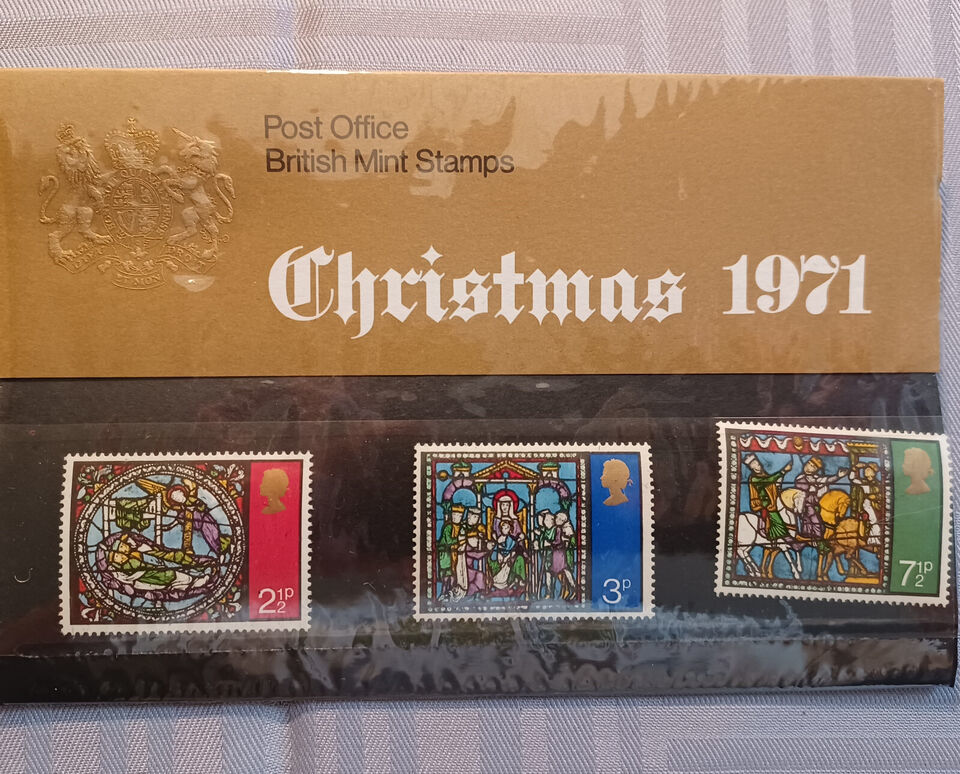 Post Office
British Mint Stamps
Christmas 1971
2½P
3P
7½P